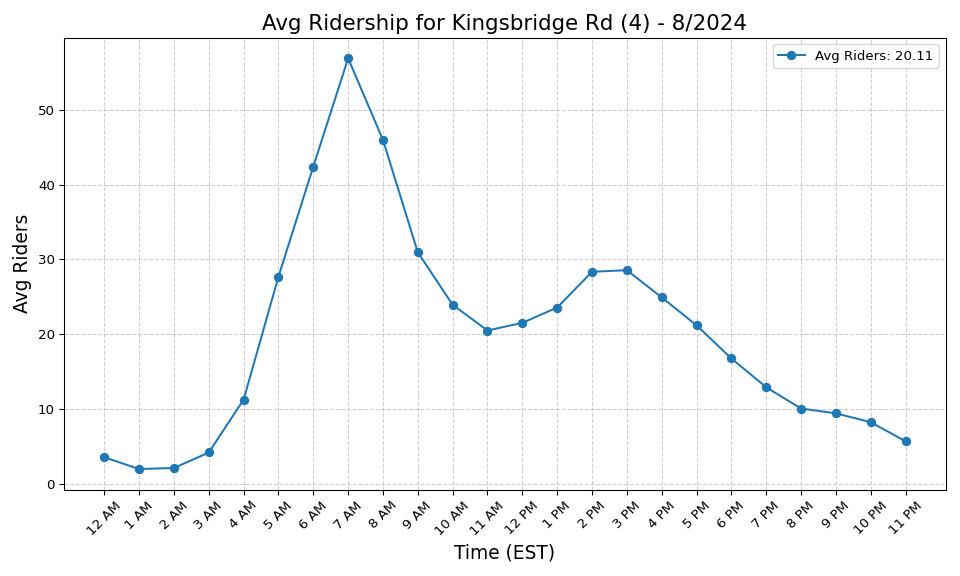 Avg Ridership for Kingsbridge Rd (4) - 8/2024
Avg Riders: 20.11
Avg Riders
50
40
30
20
10
0
12 AM
1 AM
2 AM
3 AM
4 AM
5 AM
6 AM
7 AM
8 AM
9 AM
10 AM
11 AM
12 PM
1 PM
2 PM
3 PM
4 PM
5 PM
6 PM
7 PM
8 PM
9 PM
10 PM
11 PM
Time (EST)